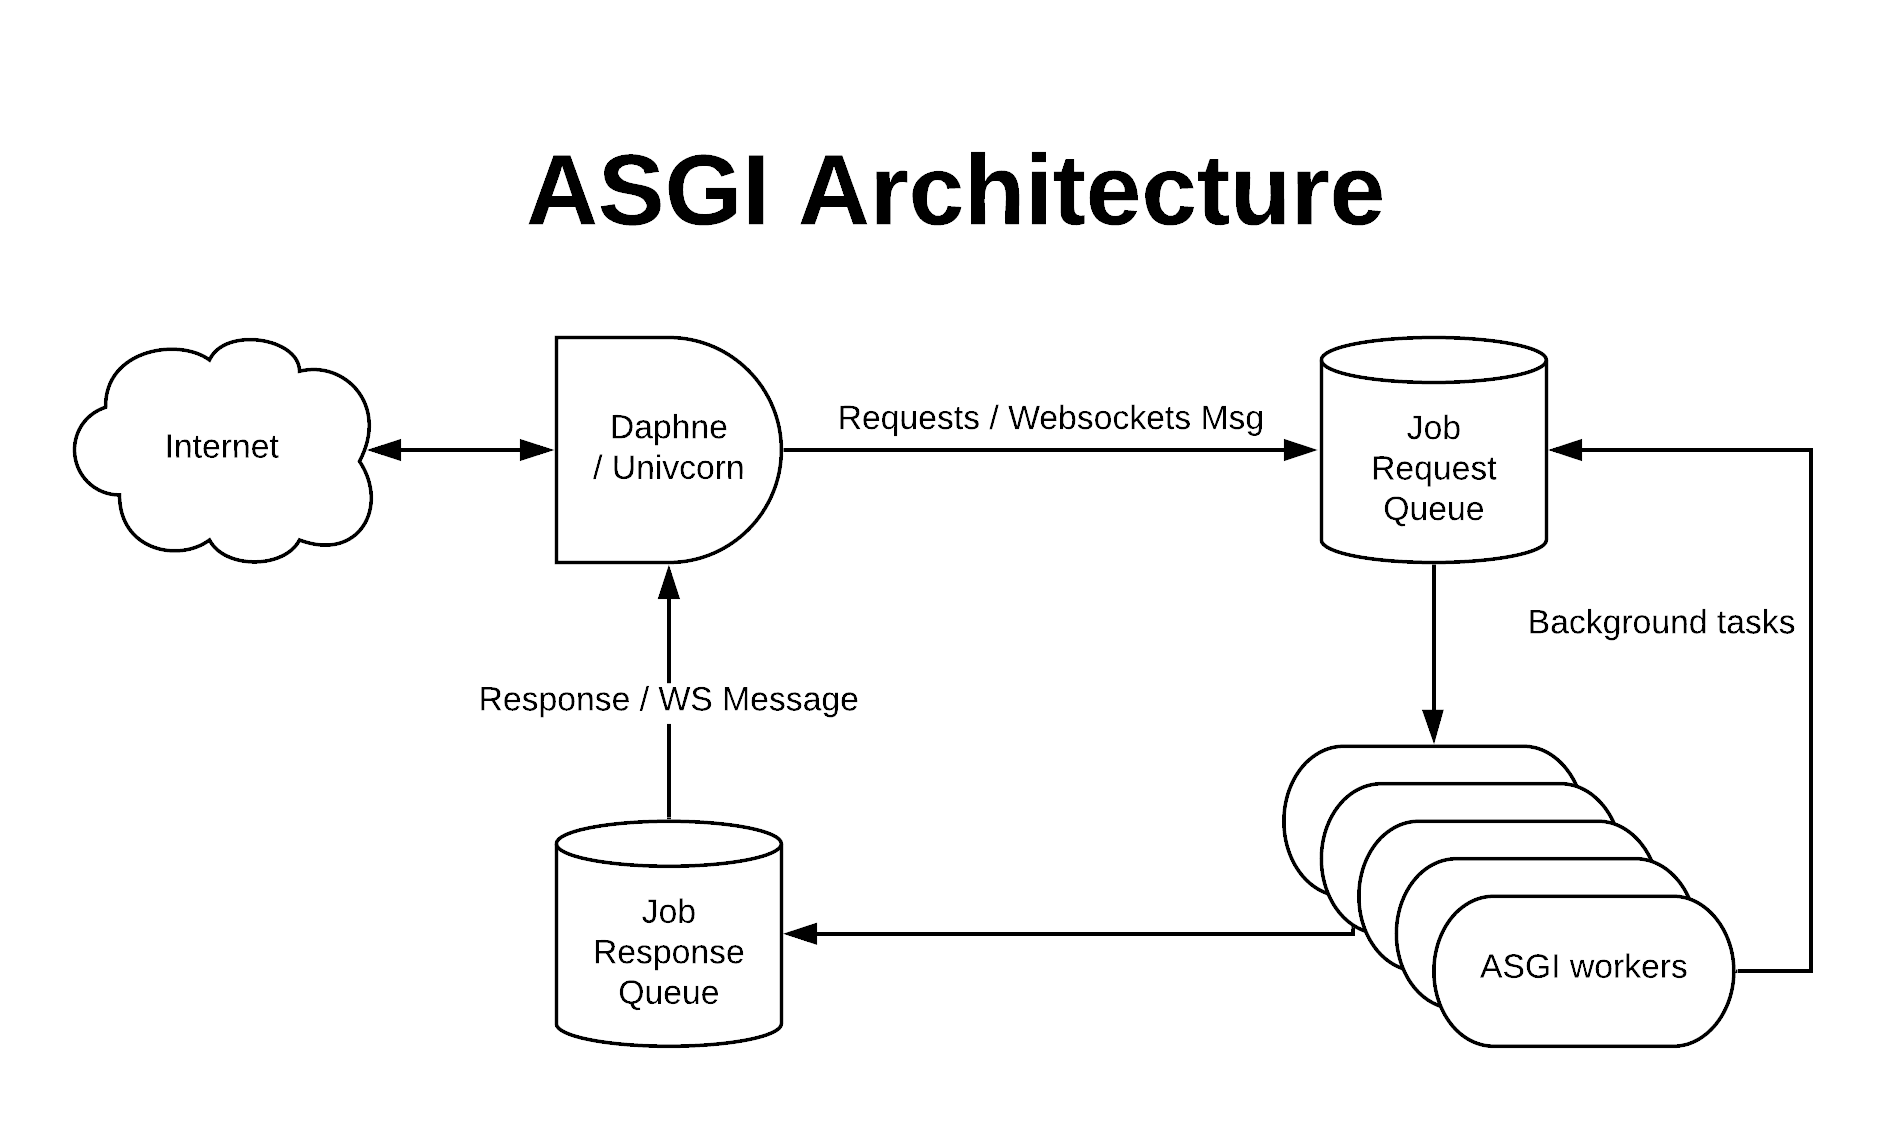 ASGI Architecture
Internet
Daphne
/ Univcorn
Requests / Websockets Msg
Job
Request
Queue
Background tasks
Response / WS Message
Job
Response
Queue
ASGI workers